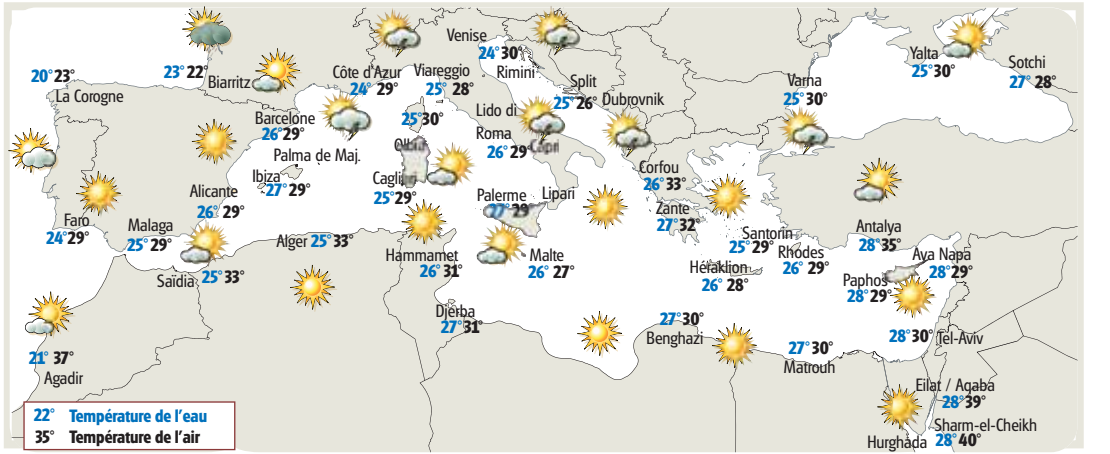 Venise
24° 30°
Rimini
20° 23°
La Corogne
23° 22°
Biarritz
Côte d'Azur
24° 29°
Viareggio
25° 28°
25° 30°
Olbia
Split
25° 26°
Dubrovnik
Varna
25° 30°
Yalta
25° 30°
Sotchi
27° 28°
Barcelone
26° 29°
Palma de Maj.
Ibiza
27° 29°
Cagliari
25° 29°
Lido di
Roma
26° 29°
Capri
Palerme
27° 29°
Lipari
Corfou
26° 33°
Zante
27° 32°
Alicante
26° 29°
Faro
24° 29°
Malaga
25° 29°
Saïdia
25° 33°
Alger 25° 33°
Hammamet
26° 31°
Malte
26° 27°
Santorin
25° 29°
Héraklion
26° 28°
Rhodes
26° 29°
Antalya
28° 35°
Aya Napa
28° 29°
Paphos
28° 29°
Djerba
27° 31°
27° 30°
Benghazi
27° 30°
Matrouh
28° 30°
Tel-Aviv
21° 37°
Agadir
Eilat / Aqaba
28° 39°
Sharm-el-Cheikh
Hurghada 28° 40°
22° Température de l'eau
35° Température de l'air